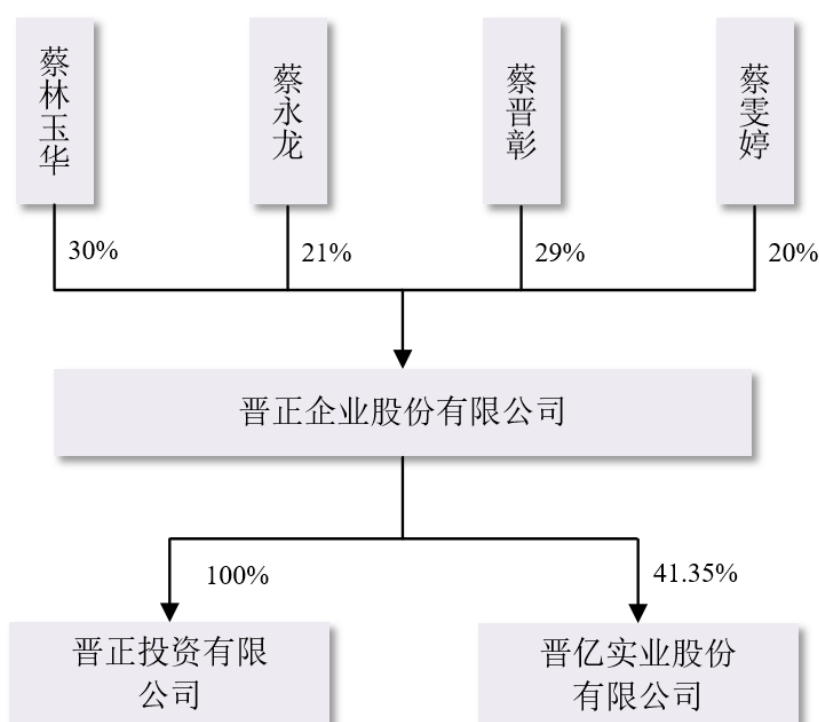 蔡林玉华
蔡永龙
蔡晋彰
蔡雯婷
30%
21%
29%
20%
晋正企业股份有限公司
100%
41.35%
晋正投资有限
公司
晋亿实业股份
有限公司